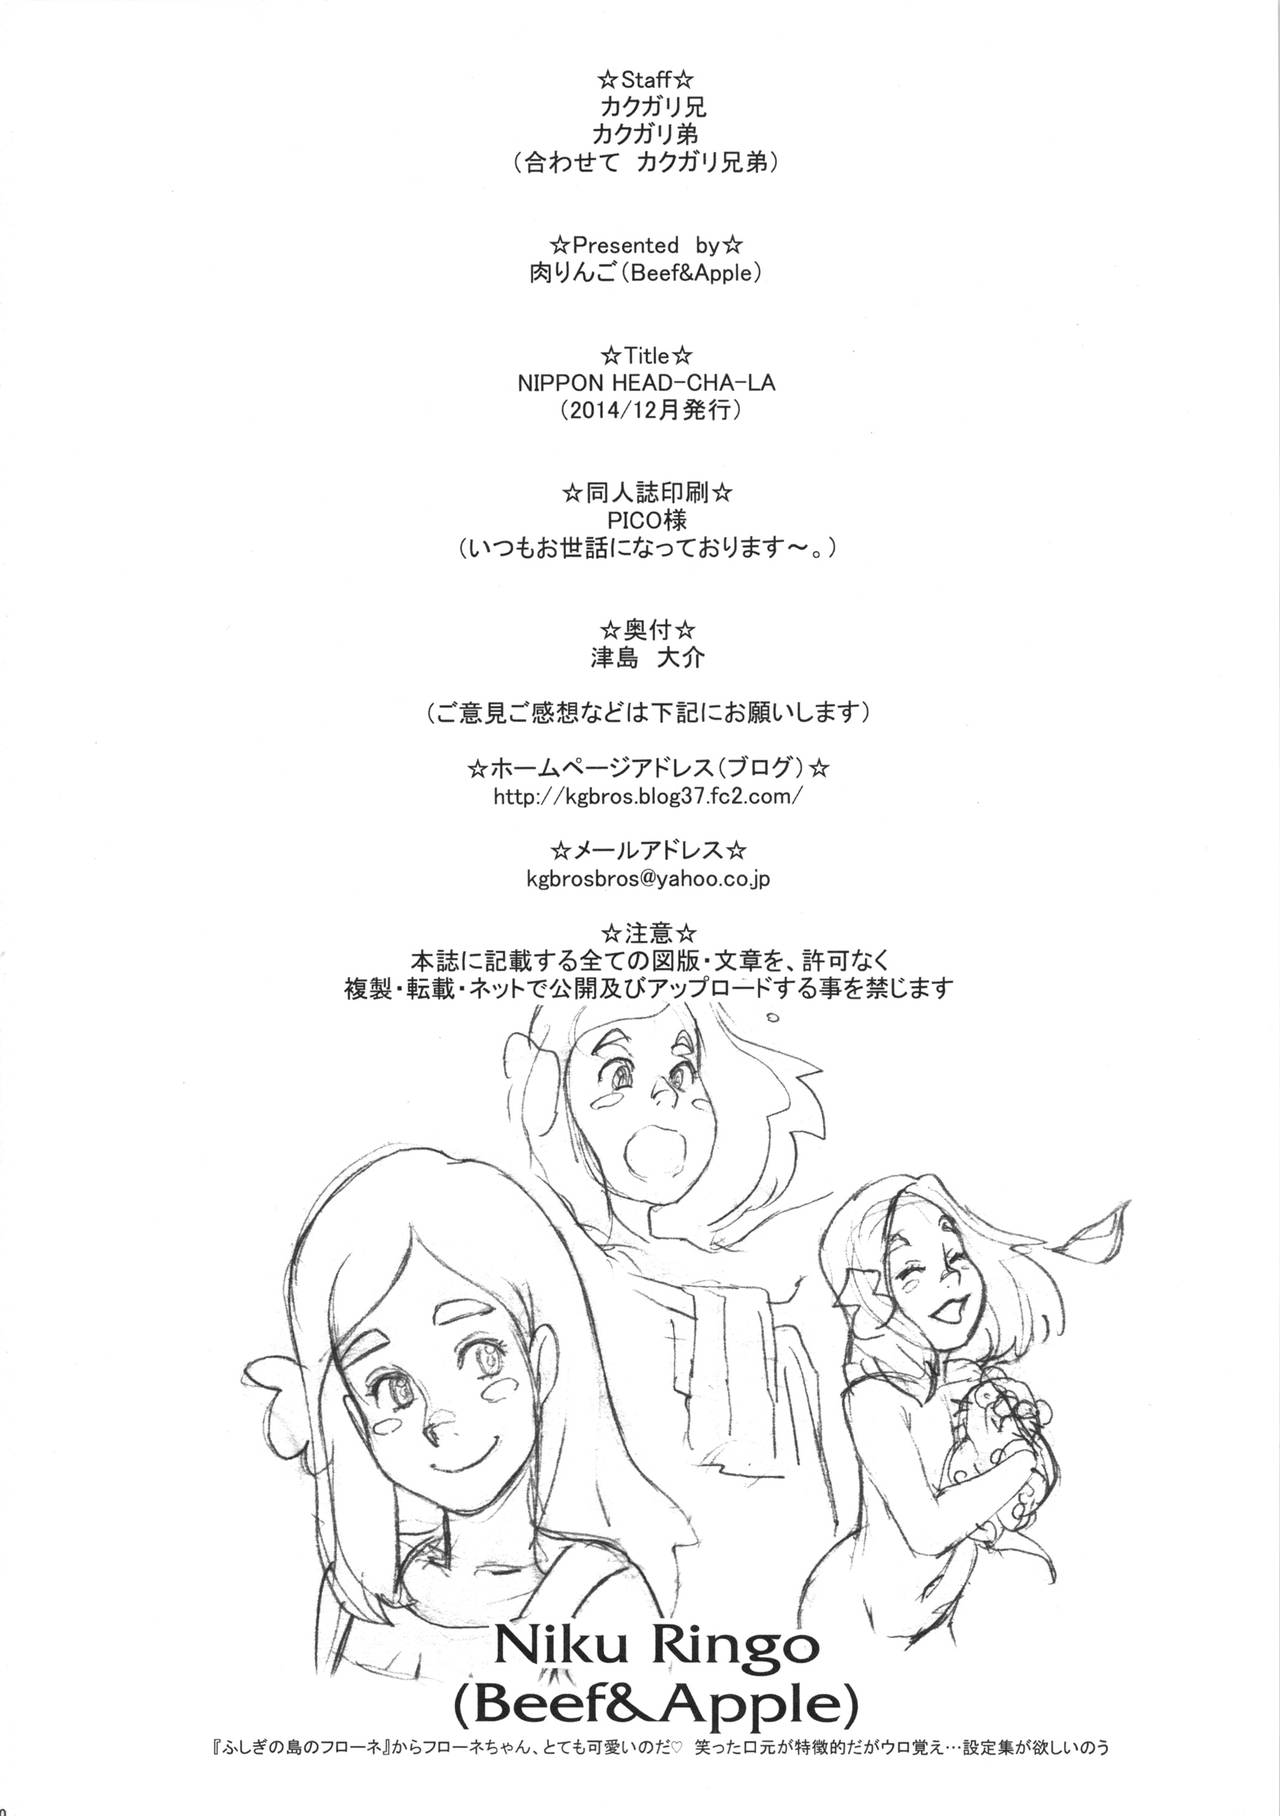 ☆Staff☆
カクガリ兄
カクガリ弟
（合わせて　カクガリ兄弟）
☆Presented by☆
肉りんご（Beef&Apple）
☆Title☆
NIPPON HEAD-CHA-LA
（2014/12月発行）
☆同人誌印刷☆
PICO様
（いつもお世話になっております～。）
☆奥付☆
津島　大介
（ご意見ご感想などは下記にお願いします）
☆ホームページアドレス（ブログ）☆
http://kgbros.blog37.fc2.com/
☆メールアドレス☆
kgbrosbros@yahoo.co.jp
☆注意☆
本誌に記載する全ての図版・文章を、許可なく
複製・転載・ネットで公開及びアップロードする事を禁じます
Niku Ringo
(Beef&Apple)
『ふしぎの島のフローネ』からフローネちゃん、とても可愛いのだ♡　笑った口元が特徴的だがウロ覚え…設定集が欲しいのう